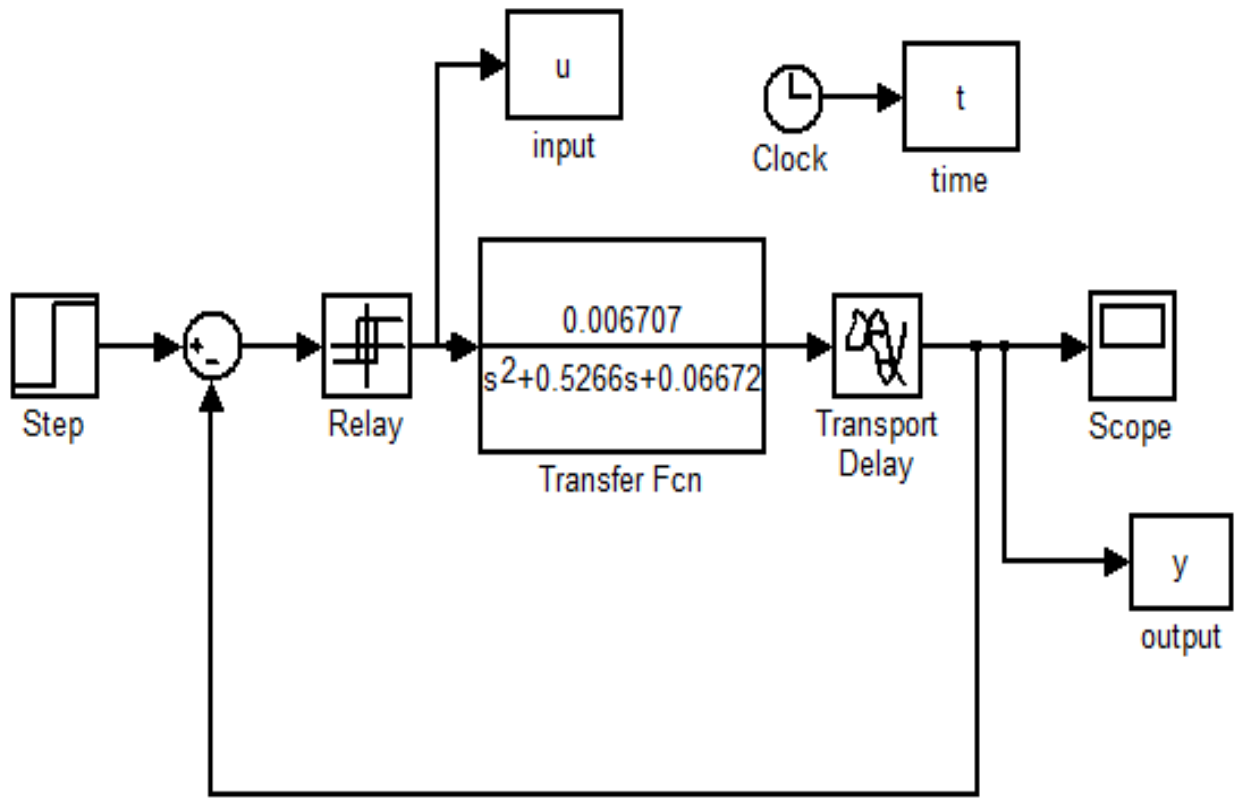 u
input
t
Clock
time
+
-
0.006707
s²+0.5266s+0.06672
Step
Relay
Transfer Fcn
Transport
Delay
Scope
y
output